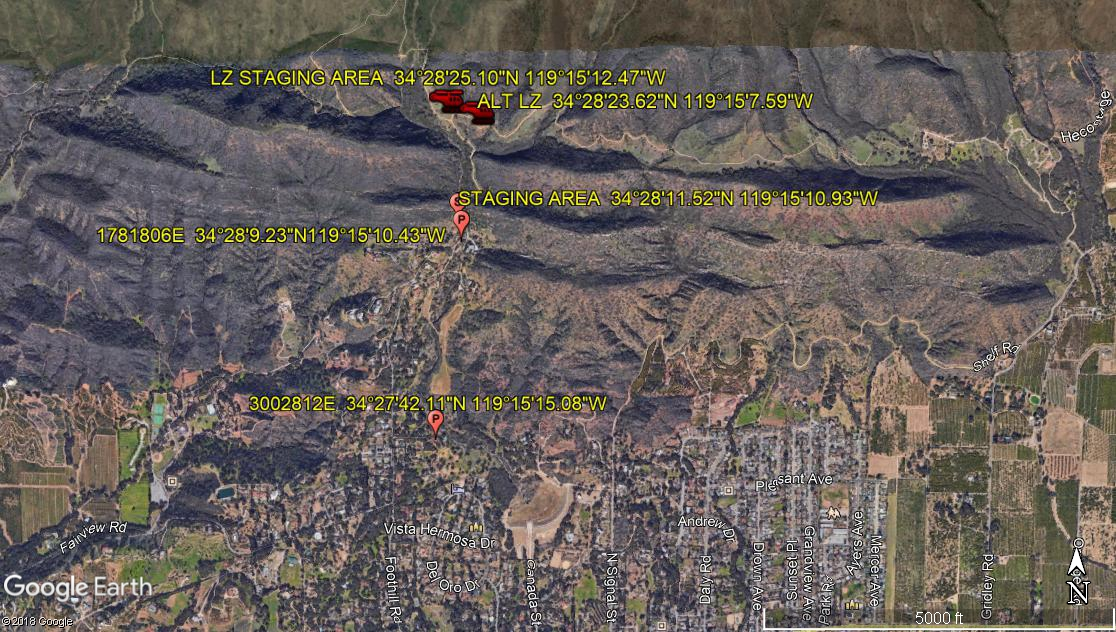 LZ STAGING AREA 34°28'25.10"N 119°15'12.47"W
ALT LZ 34°28'23.62"N 119°15'7.59"W
STAGING AREA 34°28'11.52"N 119°15'10.93"W
P
1781806E 34°28'9.23"N119°15'10.43"W
Shelf Rd
3002812E 34°27'42.11"N 119°15'15.08"W
P
Pleasant Ave
Fairview Rd
Vista Hermosa Dr
Andrew Dr
Del Oro Dr
Foothill Rd
Canada St
N Signal St
Daly Rd
Drown Ave
Sunset Pl
Grandview Ave
Park Rd
Ayers Ave
Mercer Ave
Gridley Rd
N
Google Earth
©2018 Google
5000 ft